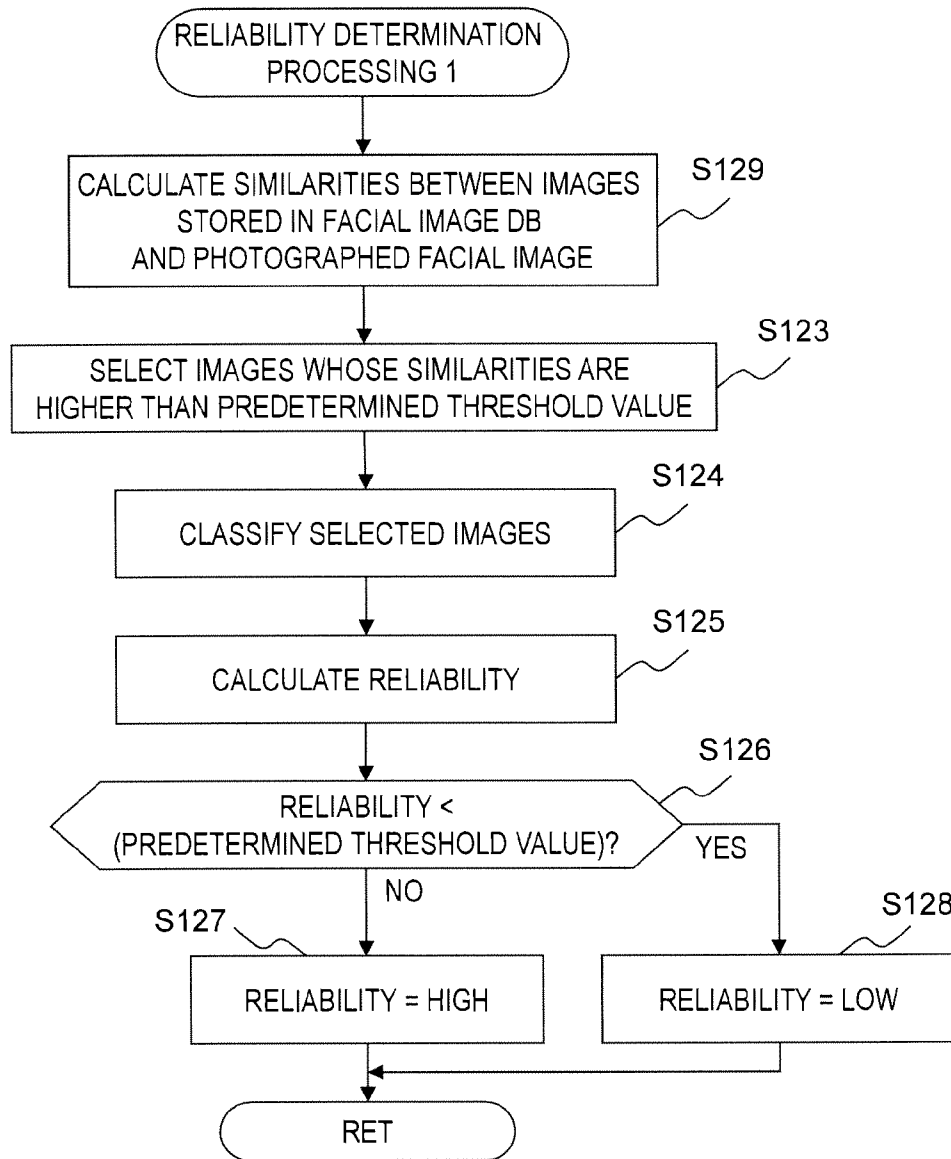 RELIABILITY DETERMINATION
PROCESSING 1
CALCULATE SIMILARITIES BETWEEN IMAGES
STORED IN FACIAL IMAGE DB
AND PHOTOGRAPHED FACIAL IMAGE
S129
SELECT IMAGES WHOSE SIMILARITIES ARE
HIGHER THAN PREDETERMINED THRESHOLD VALUE
S123
CLASSIFY SELECTED IMAGES
S124
CALCULATE RELIABILITY
S125
RELIABILITY <
(PREDETERMINED THRESHOLD VALUE)?
S126
YES
NO
S127
RELIABILITY = HIGH
S128
RELIABILITY = LOW
RET